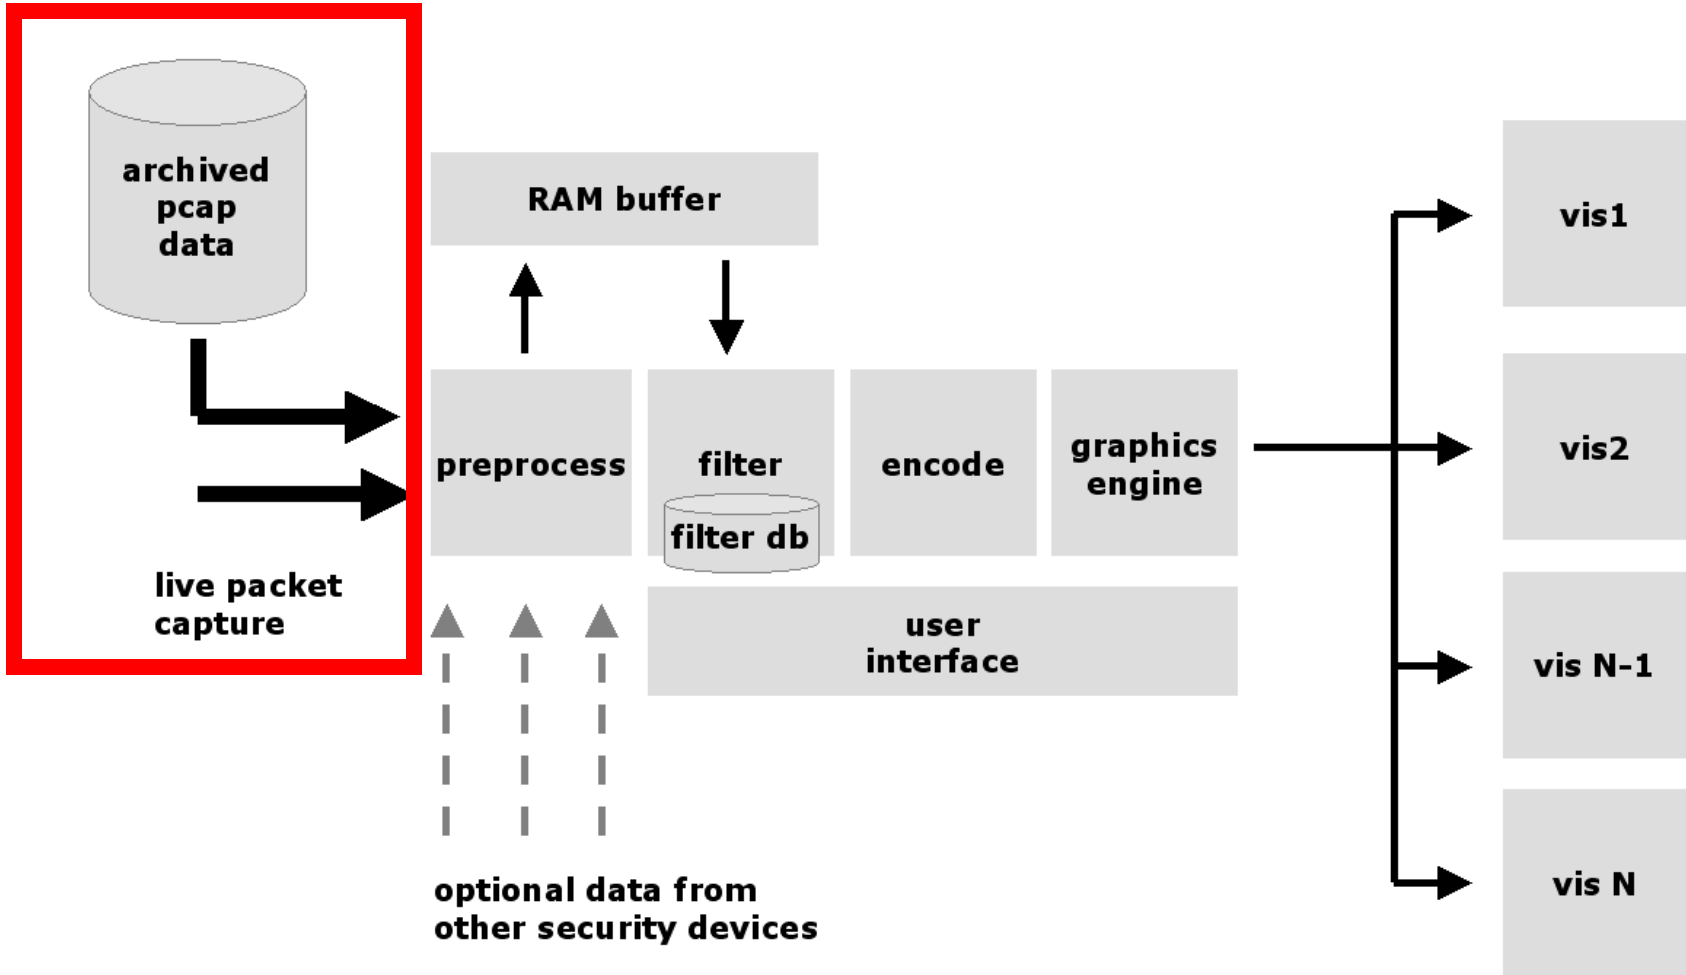 archived
pcap
data
live packet
capture
RAM buffer
preprocess
filter
filter db
encode
graphics
engine
user
interface
optional data from
other security devices
vis1
vis2
vis N-1
vis N